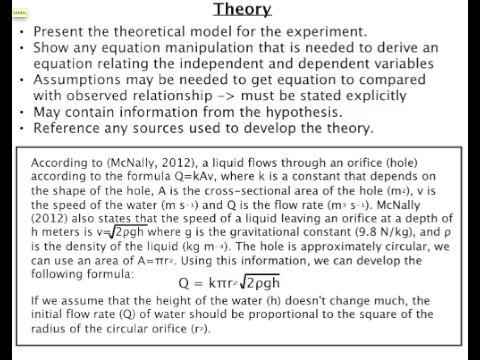 Undo
Theory
• Present the theoretical model for the experiment.
• Show any equation manipulation that is needed to derive an
equation relating the independent and dependent variables
• Assumptions may be needed to get equation to compared
with observed relationship -> must be stated explicitly
• May contain information from the hypothesis.
• Reference any sources used to develop the theory.
According to (McNally, 2012), a liquid flows through an orifice (hole)
according to the formula Q=kAv, where k is a constant that depends on
the shape of the hole, A is the cross-sectional area of the hole (m²), v is
the speed of the water (m s⁻¹) and Q is the flow rate (m³ s⁻¹). McNally
(2012) also states that the speed of a liquid leaving an orifice at a depth of
h meters is v=√2ρgh where g is the gravitational constant (9.8 N/kg), and ρ
is the density of the liquid (kg m⁻³). The hole is approximately circular, we
can use an area of A=πr². Using this information, we can develop the
following formula:
Q = kπr²√2ρgh
If we assume that the height of the water (h) doesn't change much, the
initial flow rate (Q) of water should be proportional to the square of the
radius of the circular orifice (r²).